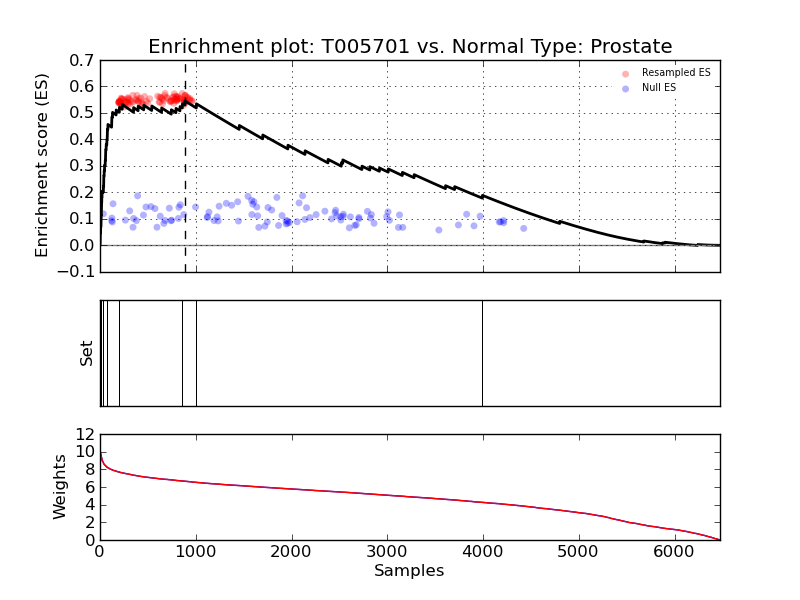 Enrichment plot: T005701 vs. Normal Type: Prostate
Enrichment score (ES)
0.7
0.6
0.5
0.4
0.3
0.2
0.1
0.0
−0.1
Resampled ES
Null ES
Set
Weights
12
10
8
6
4
2
0
0 1000 2000 3000 4000 5000 6000
Samples